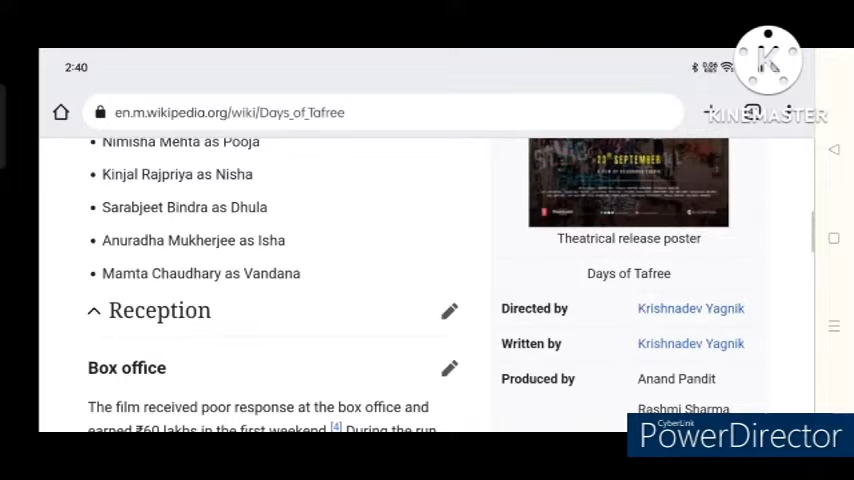 2:40
KINEMASTER
en.m.wikipedia.org/wiki/Days_of_Tafree
Nimisha Mehta as Pooja
• Kinjal Rajpriya as Nisha
• Sarabjeet Bindra as Dhula
• Anuradha Mukherjee as Isha
• Mamta Chaudhary as Vandana
Reception
Box office
The film received poor response at the box office and
earned ₹60 lakhs in the first weekend.[4] During the run
23rd SEPTEMBER
Theatrical release poster
Days of Tafree
Directed by Krishnadev Yagnik
Written by Krishnadev Yagnik
Produced by Anand Pandit
Rashmi Sharma
CyberLink
PowerDirector